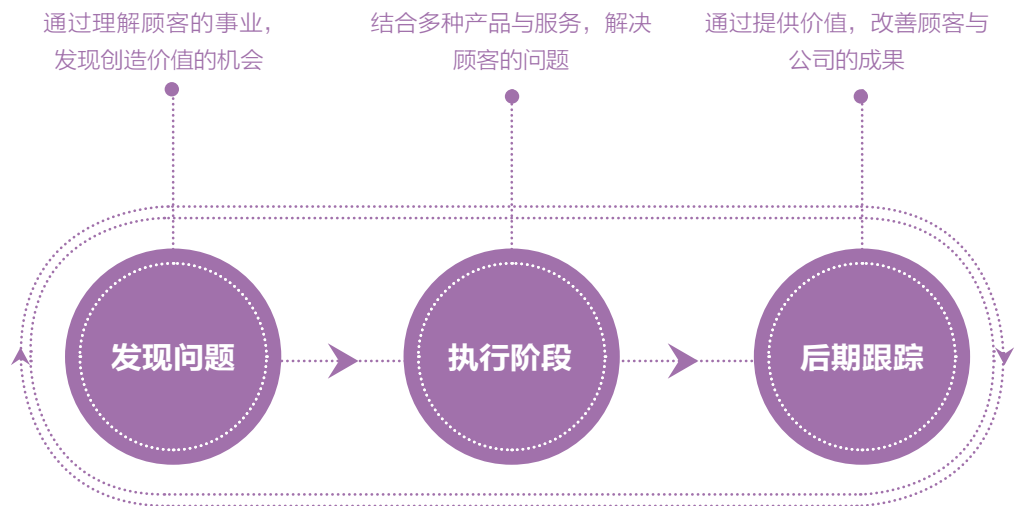 通过理解顾客的事业，
发现创造价值的机会
结合多种产品与服务，解决
顾客的问题
通过提供价值，改善顾客与
公司的成果
发现问题
执行阶段
后期跟踪